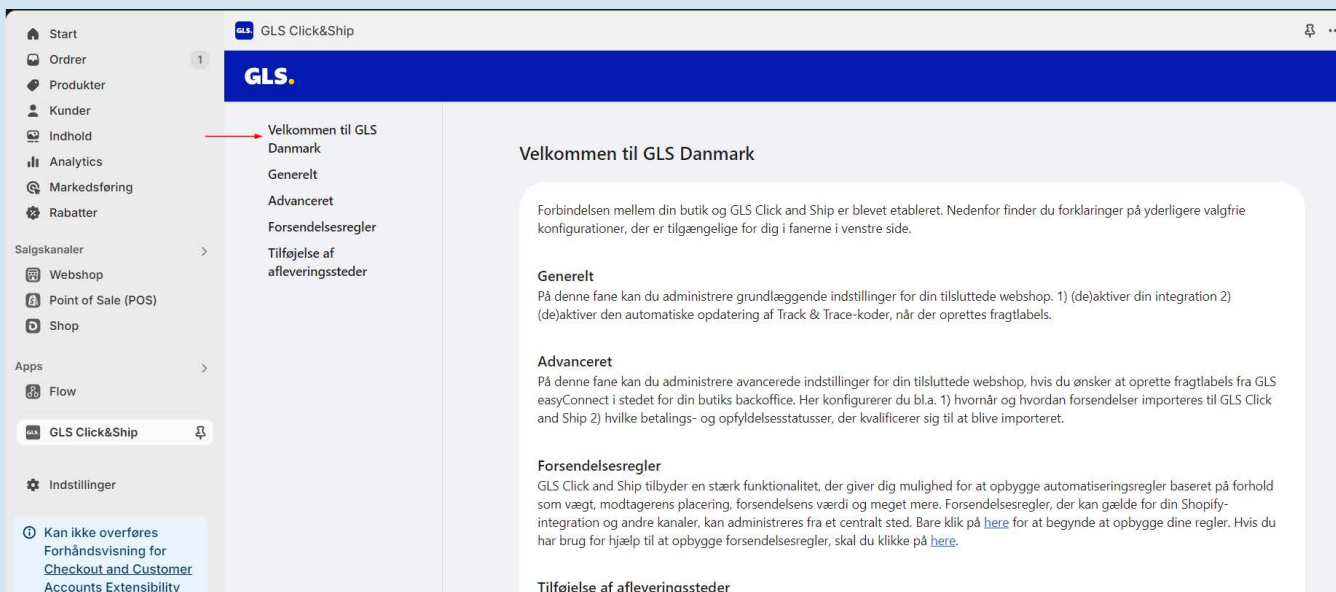 Start
Ordrer 1
Produkter
Kunder
Indhold
Analytics
Markedsføring
Rabatter
Salgskanaler
Webshop
Point of Sale (POS)
Shop
Apps
Flow
GLS Click&Ship
Indstillinger
Kan ikke overføres
Forhåndsvisning for
Checkout and Customer
Accounts Extensibility
GLS. GLS Click&Ship
GLS.
Velkommen til GLS
Danmark
Generelt
Advanceret
Forsendelsesregler
Tilføjelse af
afleveringssteder
Velkommen til GLS Danmark
Forbindelsen mellem din butik og GLS Click and Ship er blevet etableret. Nedenfor finder du forklaringer på yderligere valgfrie
konfigurationer, der er tilgængelige for dig i fanerne i venstre side.
Generelt
På denne fane kan du administrere grundlæggende indstillinger for din tilsluttede webshop. 1) (de)aktiver din integration 2)
(de)aktiver den automatiske opdatering af Track & Trace-koder, når der oprettes fragtlabels.
Advanceret
På denne fane kan du administrere avancerede indstillinger for din tilsluttede webshop, hvis du ønsker at oprette fragtlabels fra GLS
easyConnect i stedet for din butiks backoffice. Her konfigurerer du bl.a. 1) hvornår og hvordan forsendelser importeres til GLS Click
and Ship 2) hvilke betalings- og opfyldelsesstatusser, der kvalificerer sig til at blive importeret.
Forsendelsesregler
GLS Click and Ship tilbyder en stærk funktionalitet, der giver dig mulighed for at opbygge automatiseringsregler baseret på forhold
som vægt, modtagerens placering, forsendelsens værdi og meget mere. Forsendelsesregler, der kan gælde for din Shopify-
integration og andre kanaler, kan administreres fra et centralt sted. Bare klik på here for at begynde at opbygge dine regler. Hvis du
har brug for hjælp til at opbygge forsendelsesregler, skal du klikke på here.
Tilføjelse af afleveringssteder